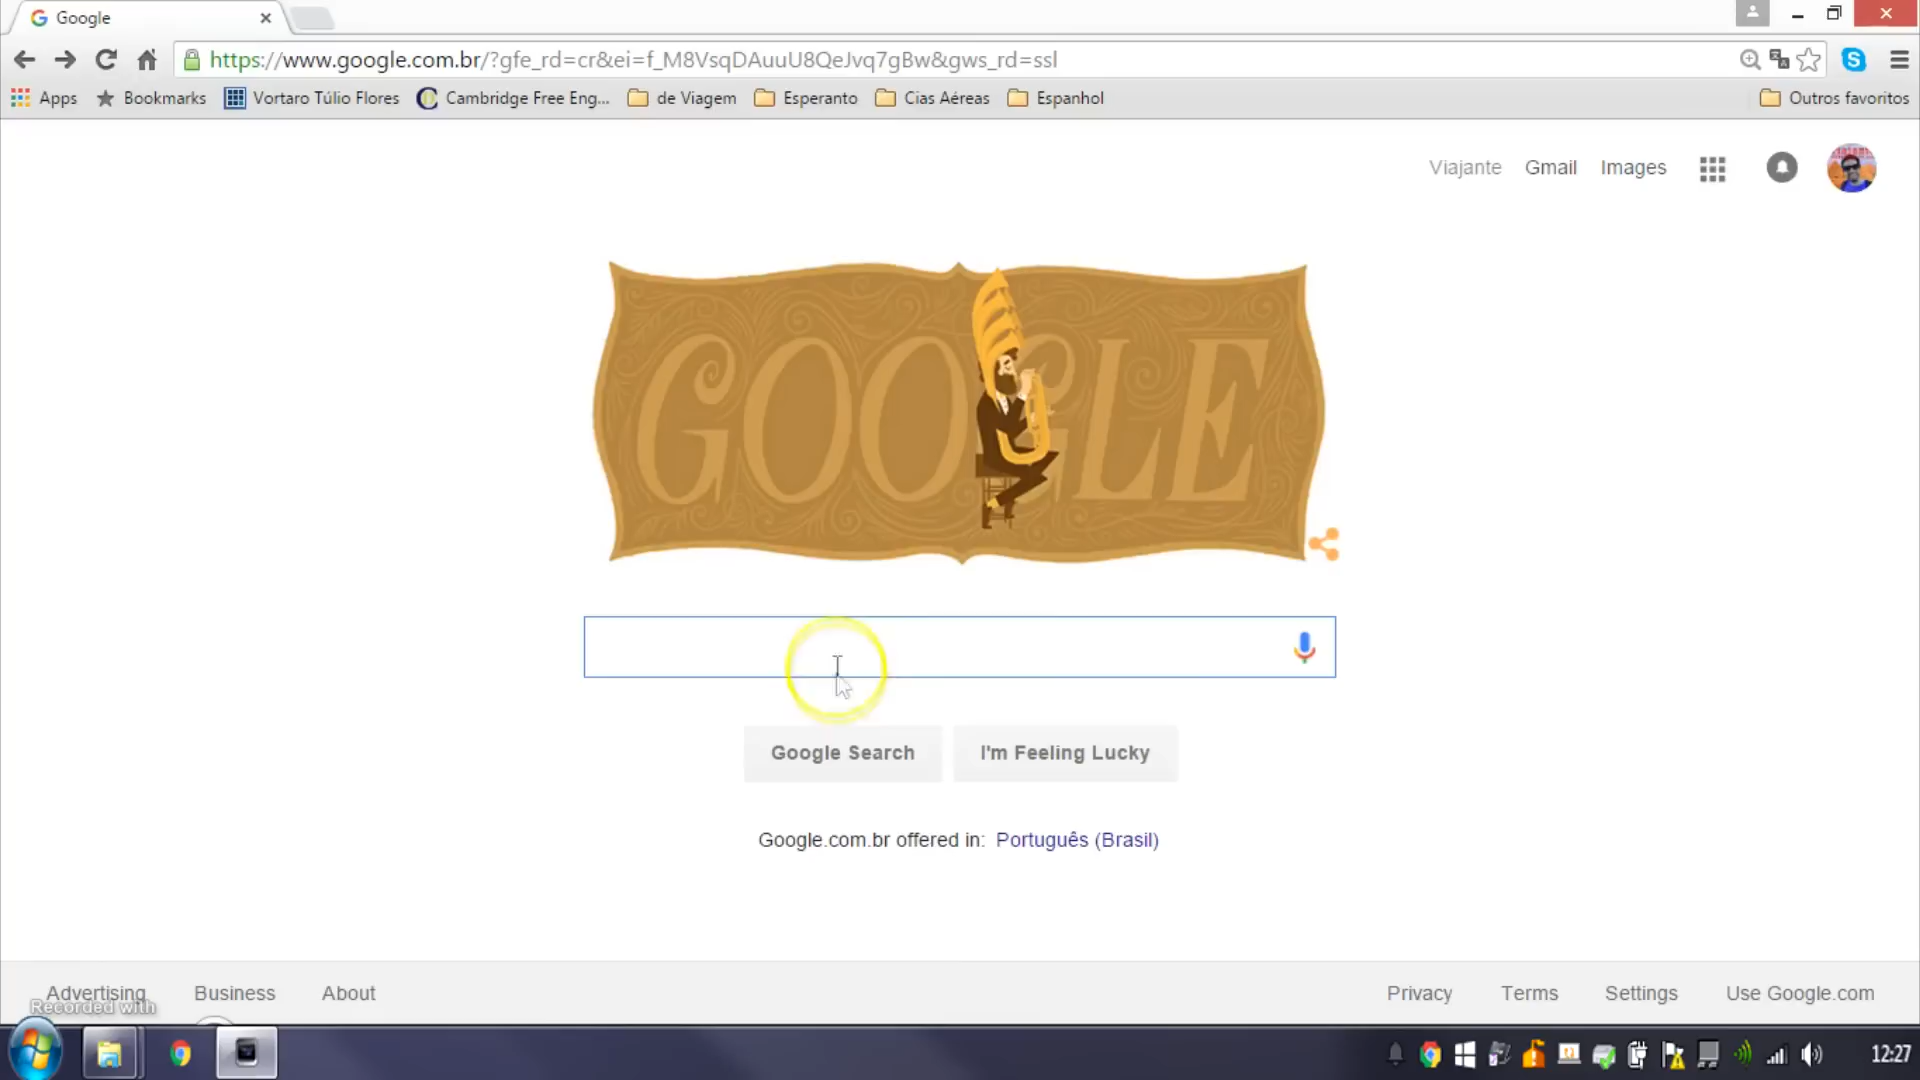 Google
https://www.google.com.br/?gfe_rd=cr&ei=f_M8VsqDAuuU8QeJvq7gBw&gws_rd=ssl
Apps Bookmarks Vortaro Túlio Flores Cambridge Free Eng... de Viagem Esperanto Cias Aéreas Espanhol Outros favoritos
Viajante Gmail Images
GOOGLE
Google Search I'm Feeling Lucky
Google.com.br offered in: Português (Brasil)
Advertising Business About Privacy Terms Settings Use Google.com
Recorded with
12:27